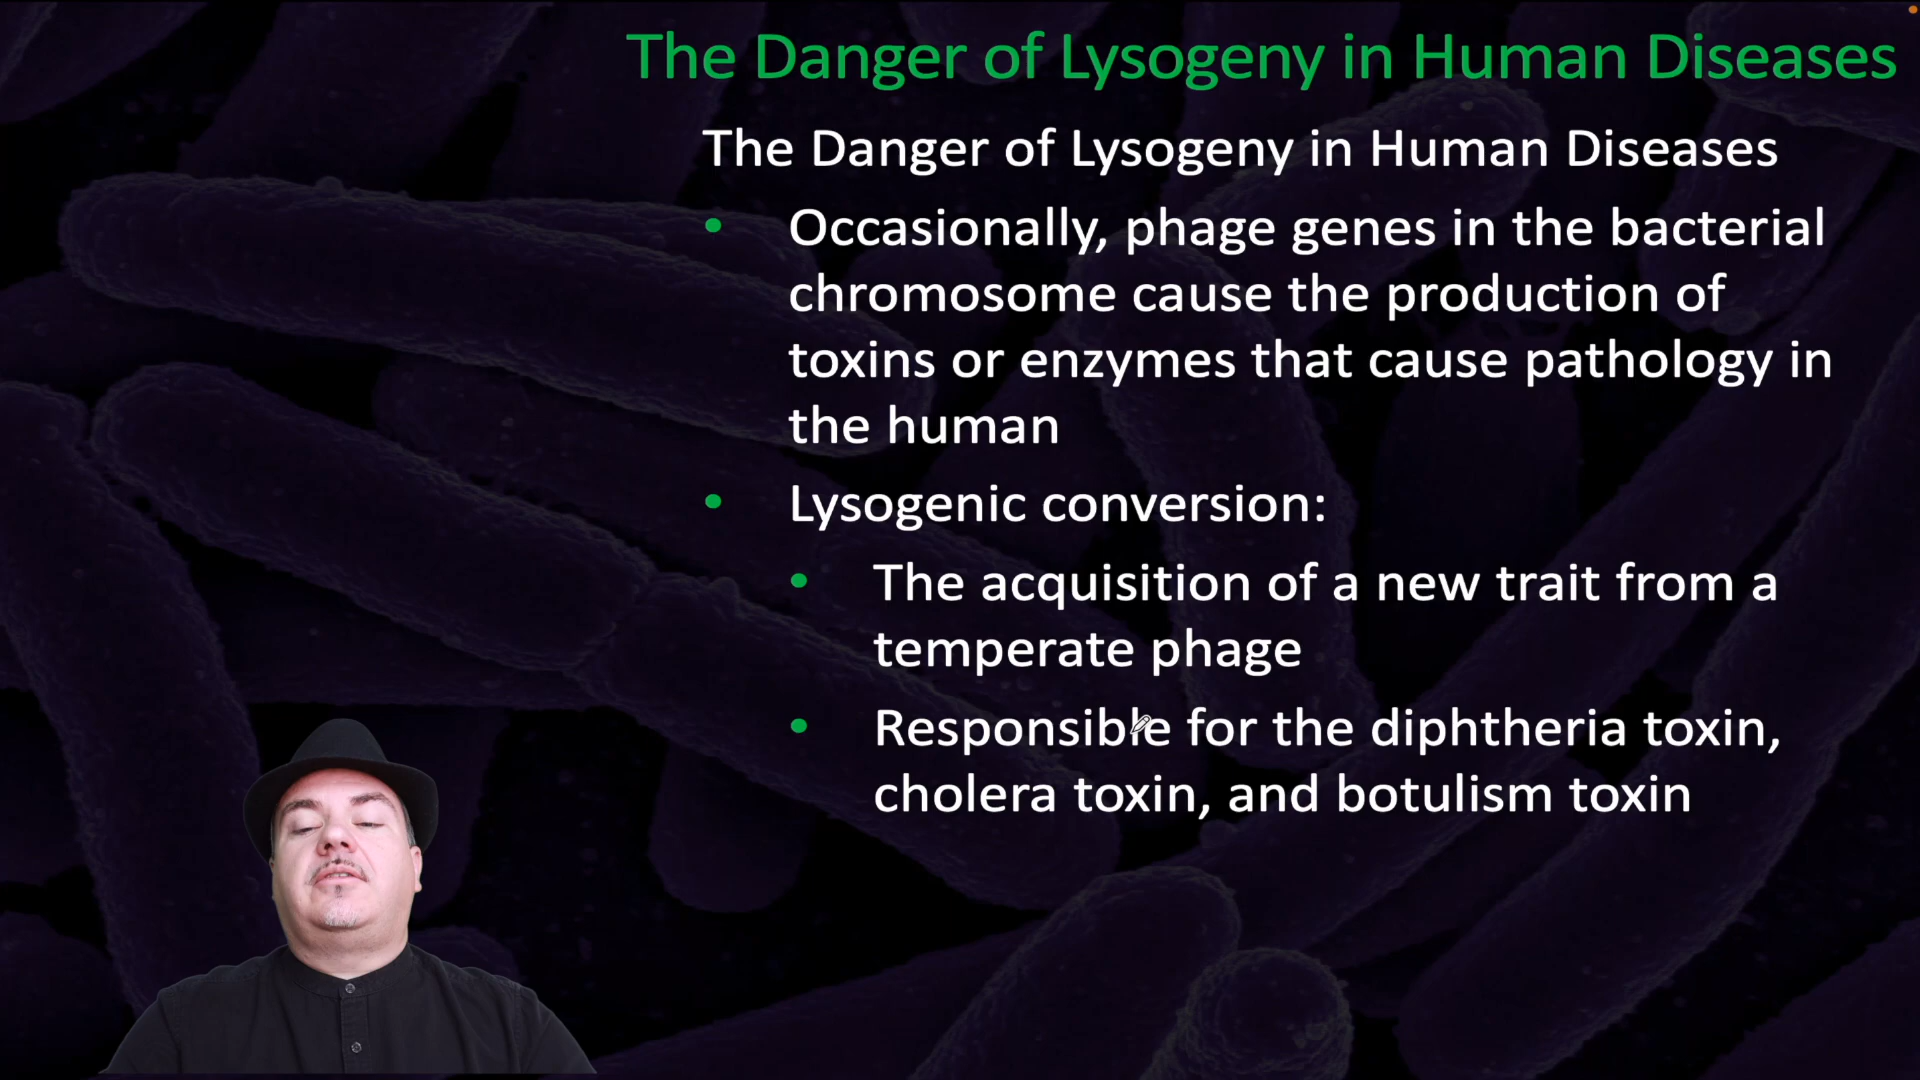 The Danger of Lysogeny in Human Diseases
The Danger of Lysogeny in Human Diseases
• Occasionally, phage genes in the bacterial
chromosome cause the production of
toxins or enzymes that cause pathology in
the human
• Lysogenic conversion:
• The acquisition of a new trait from a
temperate phage
• Responsible for the diphtheria toxin,
cholera toxin, and botulism toxin